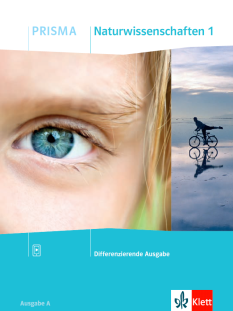 PRISMA Naturwissenschaften 1
Differenzierende Ausgabe
Ausgabe A
Klett